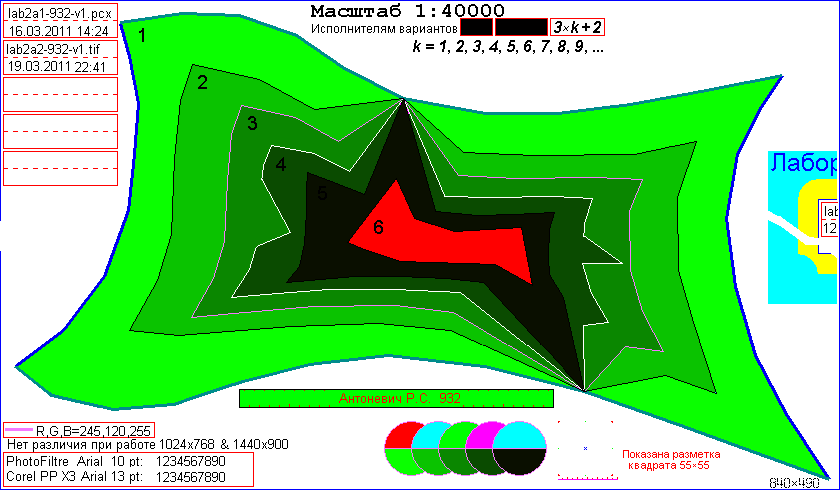 lab2a1-932-v1.pcx
16.03.2011 14:24
lab2a2-932-v1.tif
19.03.2011 22:41
Масштаб 1:40000
Исполнителям вариантов 3×k+2
k = 1, 2, 3, 4, 5, 6, 7, 8, 9, ...
1
2
3
4
5
6
Лабор
lab
12
Антоневич Р.С. 932
R,G,B=245,120,255
Нет различия при работе 1024x768 & 1440x900
PhotoFiltre Arial 10 pt: 1234567890
Corel PP X3 Arial 13 pt: 1234567890
Показана разметка
квадрата 55×55
840×490